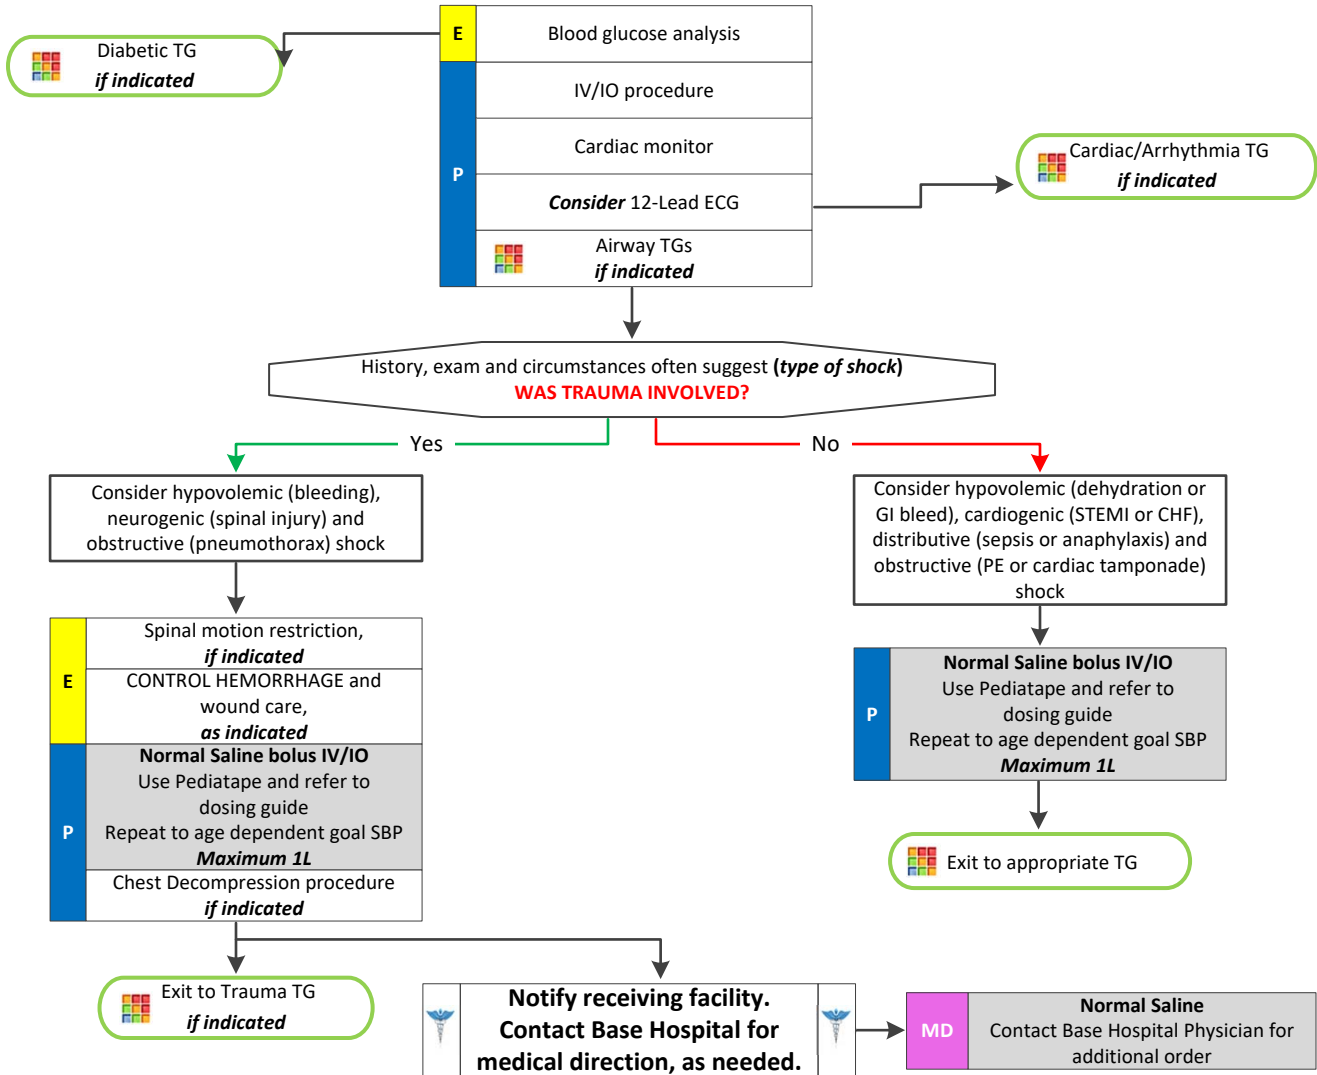 E
Blood glucose analysis
Diabetic TG
if indicated
IV/IO procedure
Cardiac monitor
P
Consider 12-Lead ECG
Cardiac/Arrhythmia TG
if indicated
Airway TGs
if indicated
History, exam and circumstances often suggest (type of shock)
WAS TRAUMA INVOLVED?
Yes
No
Consider hypovolemic (bleeding),
neurogenic (spinal injury) and
obstructive (pneumothorax) shock
Consider hypovolemic (dehydration or
GI bleed), cardiogenic (STEMI or CHF),
distributive (sepsis or anaphylaxis) and
obstructive (PE or cardiac tamponade)
shock
E
Spinal motion restriction,
if indicated
CONTROL HEMORRHAGE and
wound care,
as indicated
P
Normal Saline bolus IV/IO
Use Pediatape and refer to
dosing guide
Repeat to age dependent goal SBP
Maximum 1L
Chest Decompression procedure
if indicated
P
Normal Saline bolus IV/IO
Use Pediatape and refer to
dosing guide
Repeat to age dependent goal SBP
Maximum 1L
Exit to appropriate TG
Exit to Trauma TG
if indicated
Notify receiving facility.
Contact Base Hospital for
medical direction, as needed.
MD
Normal Saline
Contact Base Hospital Physician for
additional order